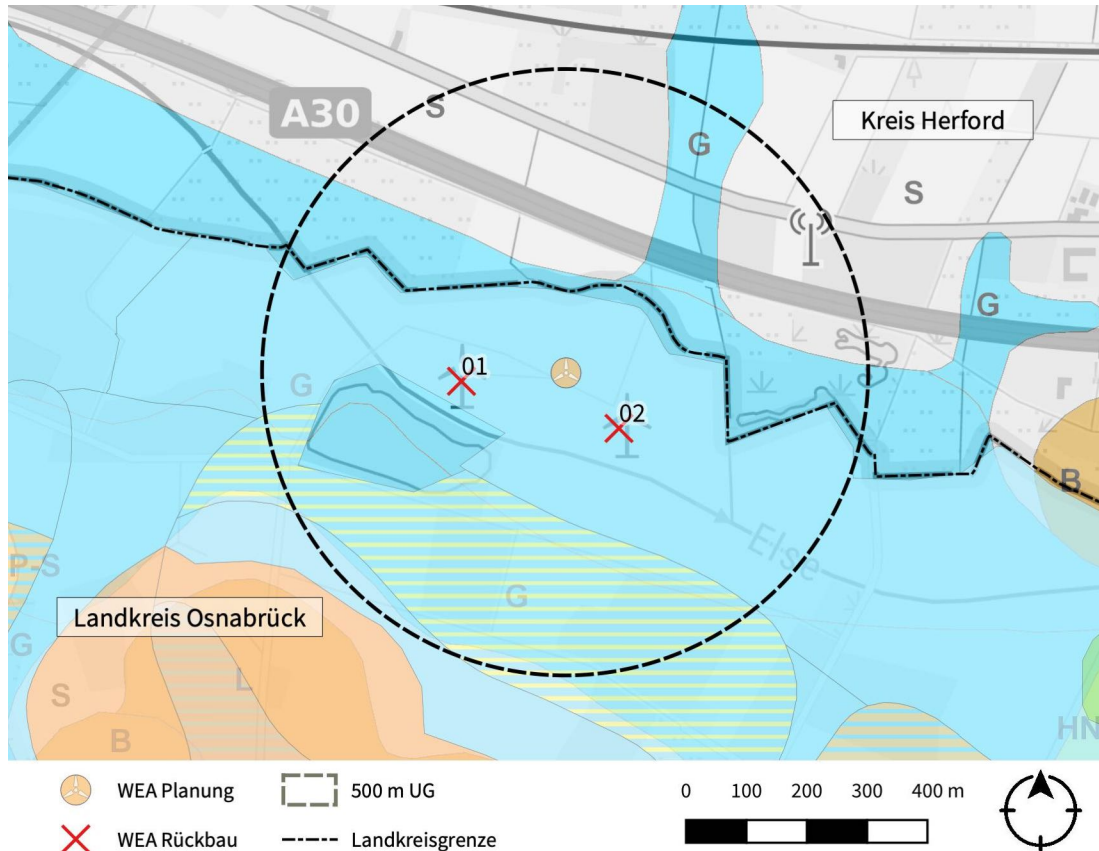 A30
S
Kreis Herford
G
S
G
01
G
02
B
Else
P-S
G
Landkreis Osnabrück
G
L
S
B
HN
WEA Planung
500 m UG
0 100 200 300 400 m
WEA Rückbau
Landkreisgrenze